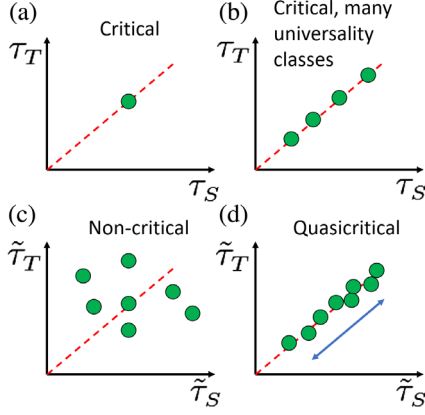 (a)
Critical
τ_T
τ_S
(b)
Critical, many
universality
classes
τ_T
τ_S
(c)
Non-critical
τ̃_T
τ̃_S
(d)
Quasicritical
τ̃_T
τ̃_S